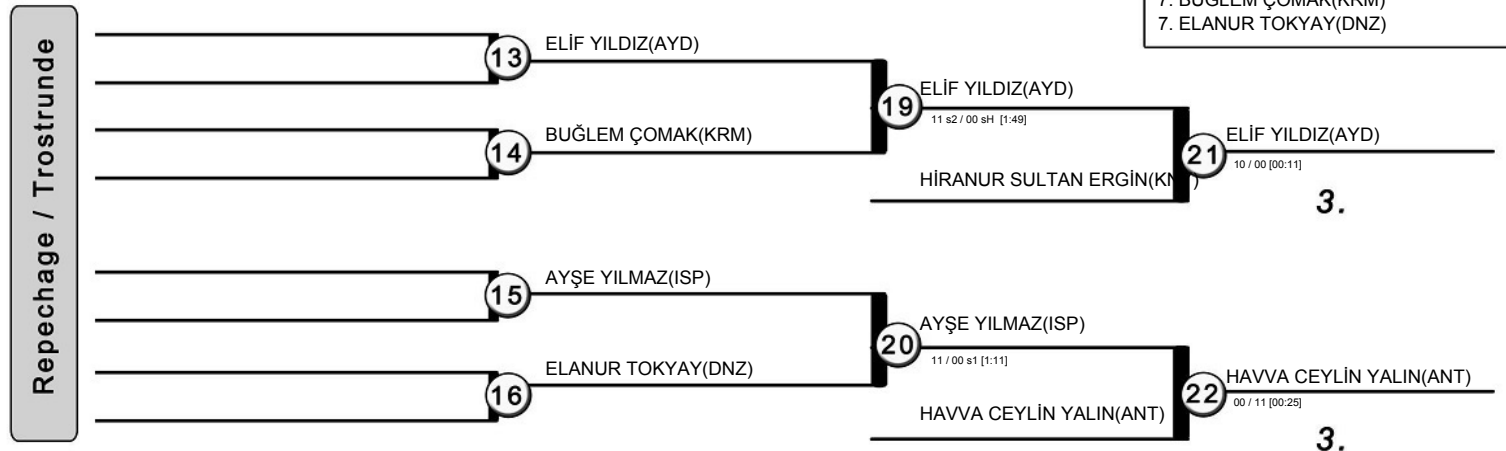 7. BUĞLEM ÇOMAK(KRM)
7. ELANUR TOKYAY(DNZ)
Repechage / Trostrunde
13
ELİF YILDIZ(AYD)
14
BUĞLEM ÇOMAK(KRM)
19
ELİF YILDIZ(AYD)
11 s2 / 00 sH [1:49]
HİRANUR SULTAN ERGİN(KN
21
ELİF YILDIZ(AYD)
10 / 00 [00:11]
3.
15
AYŞE YILMAZ(ISP)
16
ELANUR TOKYAY(DNZ)
20
AYŞE YILMAZ(ISP)
11 / 00 s1 [1:11]
HAVVA CEYLİN YALIN(ANT)
22
HAVVA CEYLİN YALIN(ANT)
00 / 11 [00:25]
3.